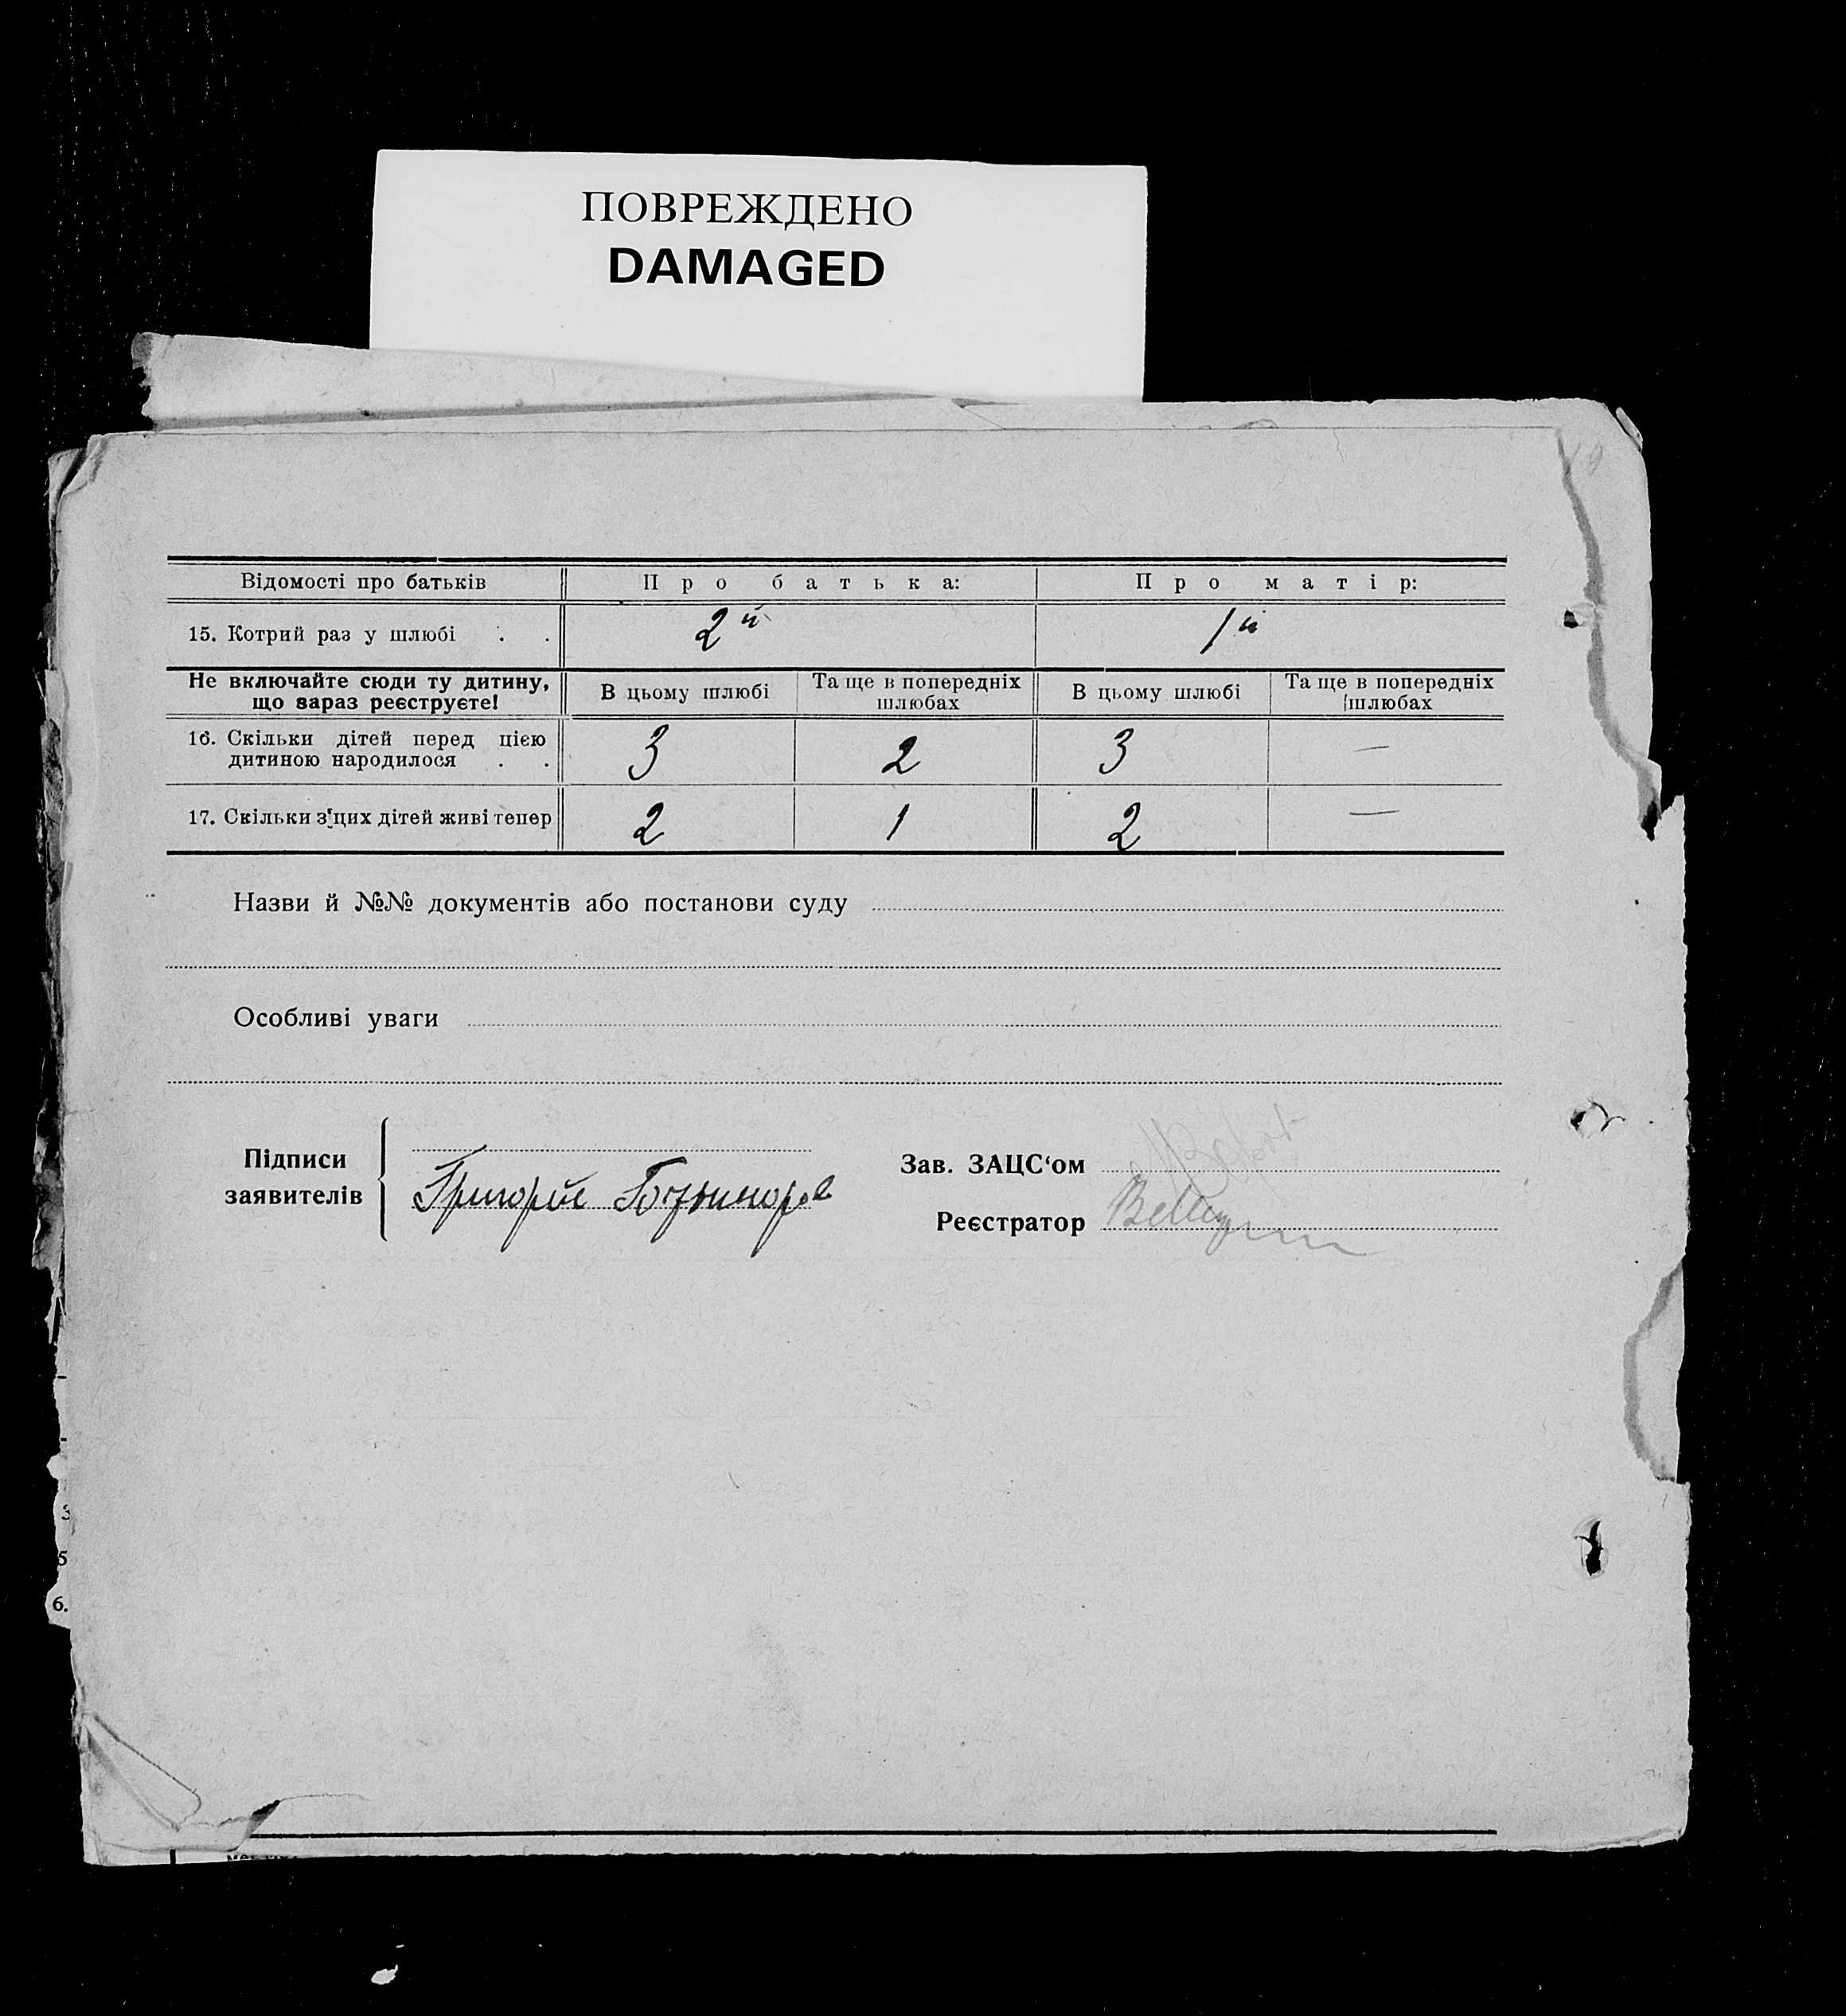 ПОВРЕЖДЕНО
DAMAGED
Відомості про батьків
Про батька:
Про матір:
15. Котрий раз у шлюбі . .
2й
1й
Не включайте сюди ту дитину,
що зараз реєструєте!
В цьому шлюбі
Та ще в попередніх
шлюбах
В цьому шлюбі
Та ще в попередніх
шлюбах
16. Скільки дітей перед цією
дитиною народилося . .
3
2
3
—
17. Скільки з цих дітей живі тепер
2
1
2
—
Назви й №№ документів або постанови суду
Особливі уваги
Підписи
заявителів
Григорій
Зав. ЗАЦС‘ом
Реєстратор
5
6.